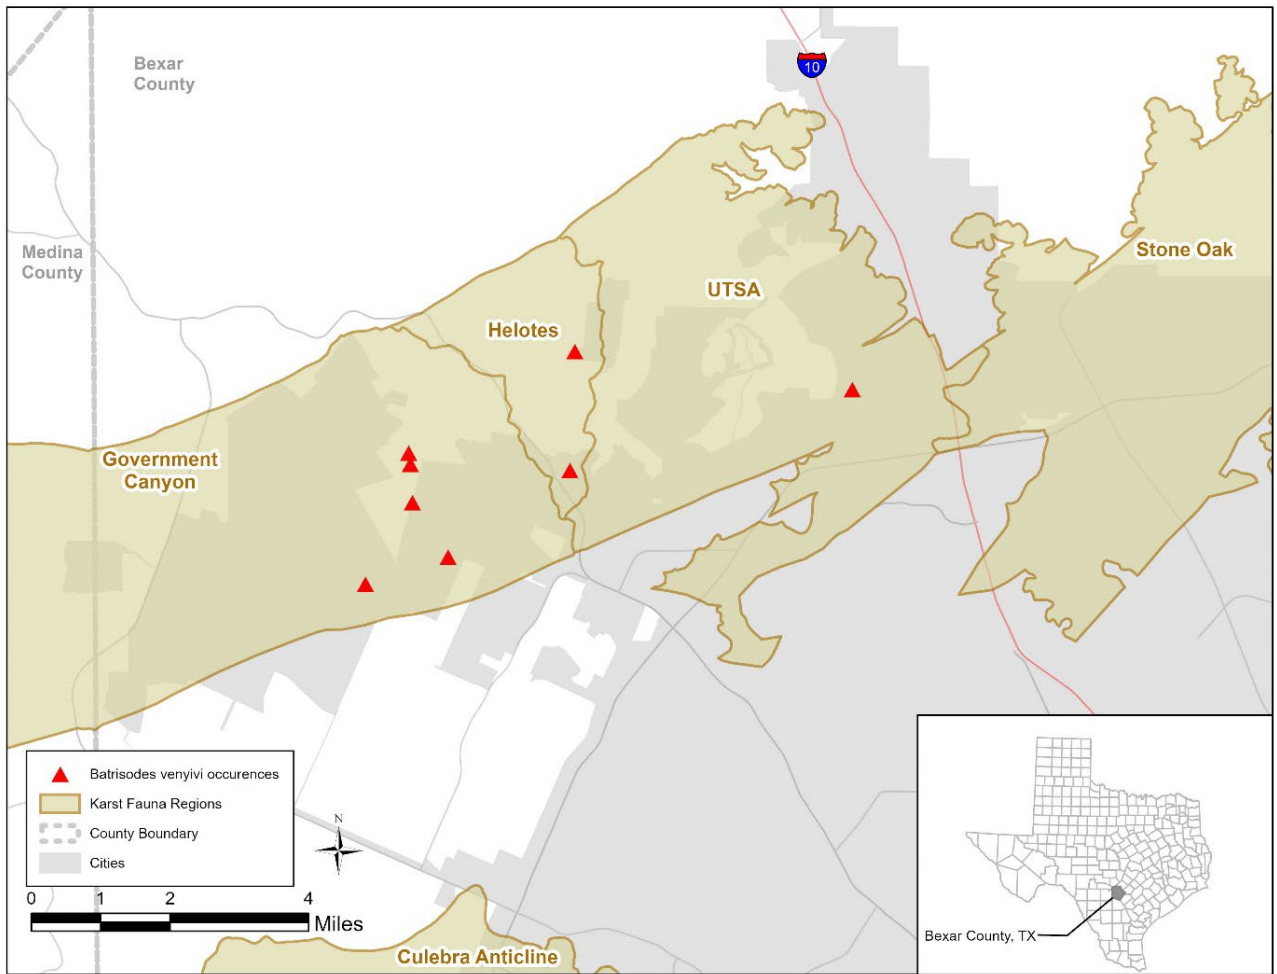 Bexar
County
10
Medina
County
Stone Oak
UTSA
Helotes
Government
Canyon
Batrisodes venyivi occurences
Karst Fauna Regions
County Boundary
Cities
N
0 1 2 4
Miles
Culebra Anticline
Bexar County, TX